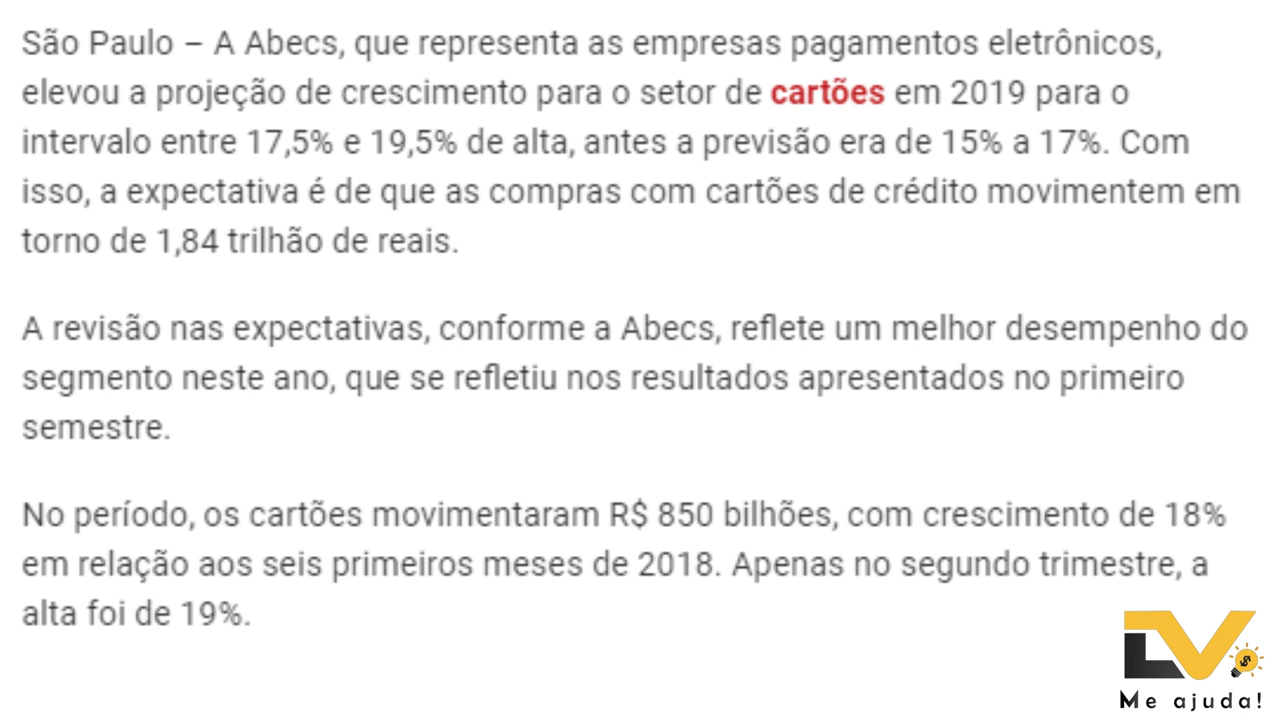 São Paulo – A Abecs, que representa as empresas pagamentos eletrônicos,
elevou a projeção de crescimento para o setor de cartões em 2019 para o
intervalo entre 17,5% e 19,5% de alta, antes a previsão era de 15% a 17%. Com
isso, a expectativa é de que as compras com cartões de crédito movimentem em
torno de 1,84 trilhão de reais.
A revisão nas expectativas, conforme a Abecs, reflete um melhor desempenho do
segmento neste ano, que se refletiu nos resultados apresentados no primeiro
semestre.
No período, os cartões movimentaram R$ 850 bilhões, com crescimento de 18%
em relação aos seis primeiros meses de 2018. Apenas no segundo trimestre, a
alta foi de 19%.
LV $
Me ajuda!